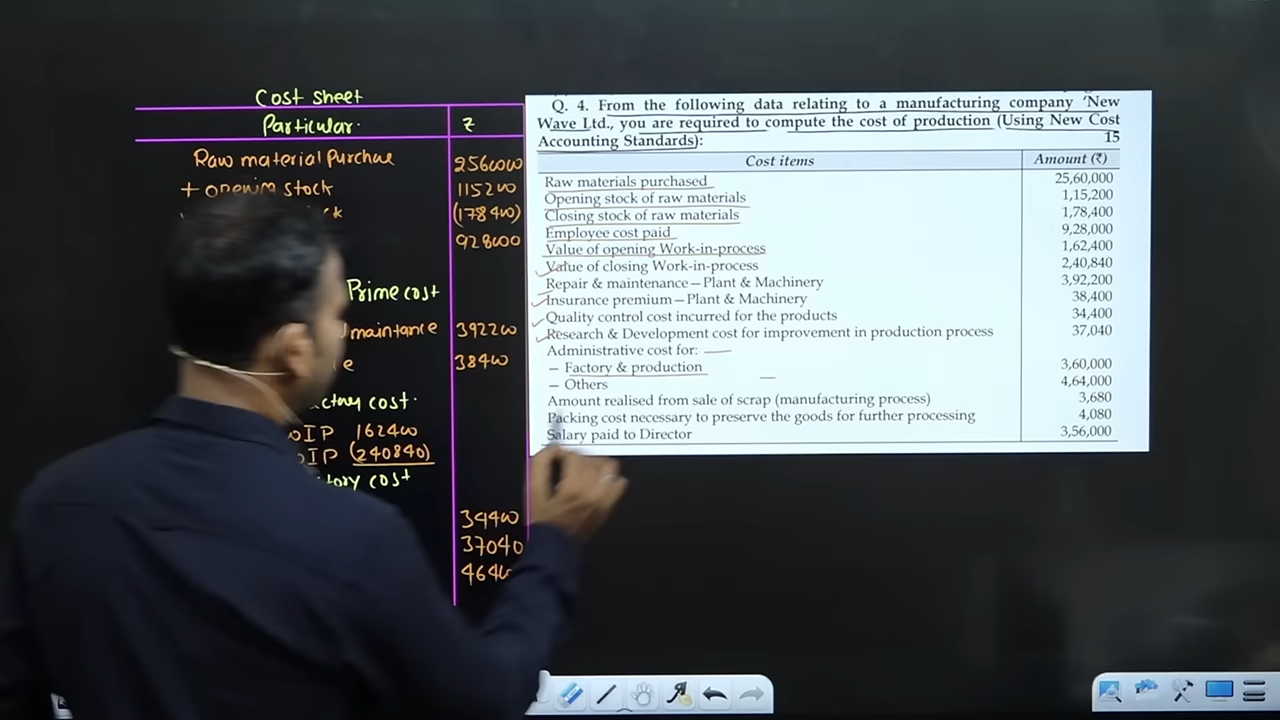 Cost sheet
Particular. ₹
Raw material Purchase 2560000
+ opening stock 115200
(178400)
928000
Prime cost
maintance 392200
38400
cost.
WIP 162400
(240840)
cost
34400
37040
Q. 4. From the following data relating to a manufacturing company 'New
Wave Ltd., you are required to compute the cost of production (Using New Cost
Accounting Standards): 15
Cost items Amount (₹)
Raw materials purchased 25,60,000
Opening stock of raw materials 1,15,200
Closing stock of raw materials 1,78,400
Employee cost paid 9,28,000
Value of opening Work-in-process 1,62,400
Value of closing Work-in-process 2,40,840
Repair & maintenance—Plant & Machinery 3,92,200
Insurance premium—Plant & Machinery 38,400
Quality control cost incurred for the products 34,400
Research & Development cost for improvement in production process 37,040
Administrative cost for:
– Factory & production 3,60,000
– Others 4,64,000
Amount realised from sale of scrap (manufacturing process) 3,680
Packing cost necessary to preserve the goods for further processing 4,080
Salary paid to Director 3,56,000